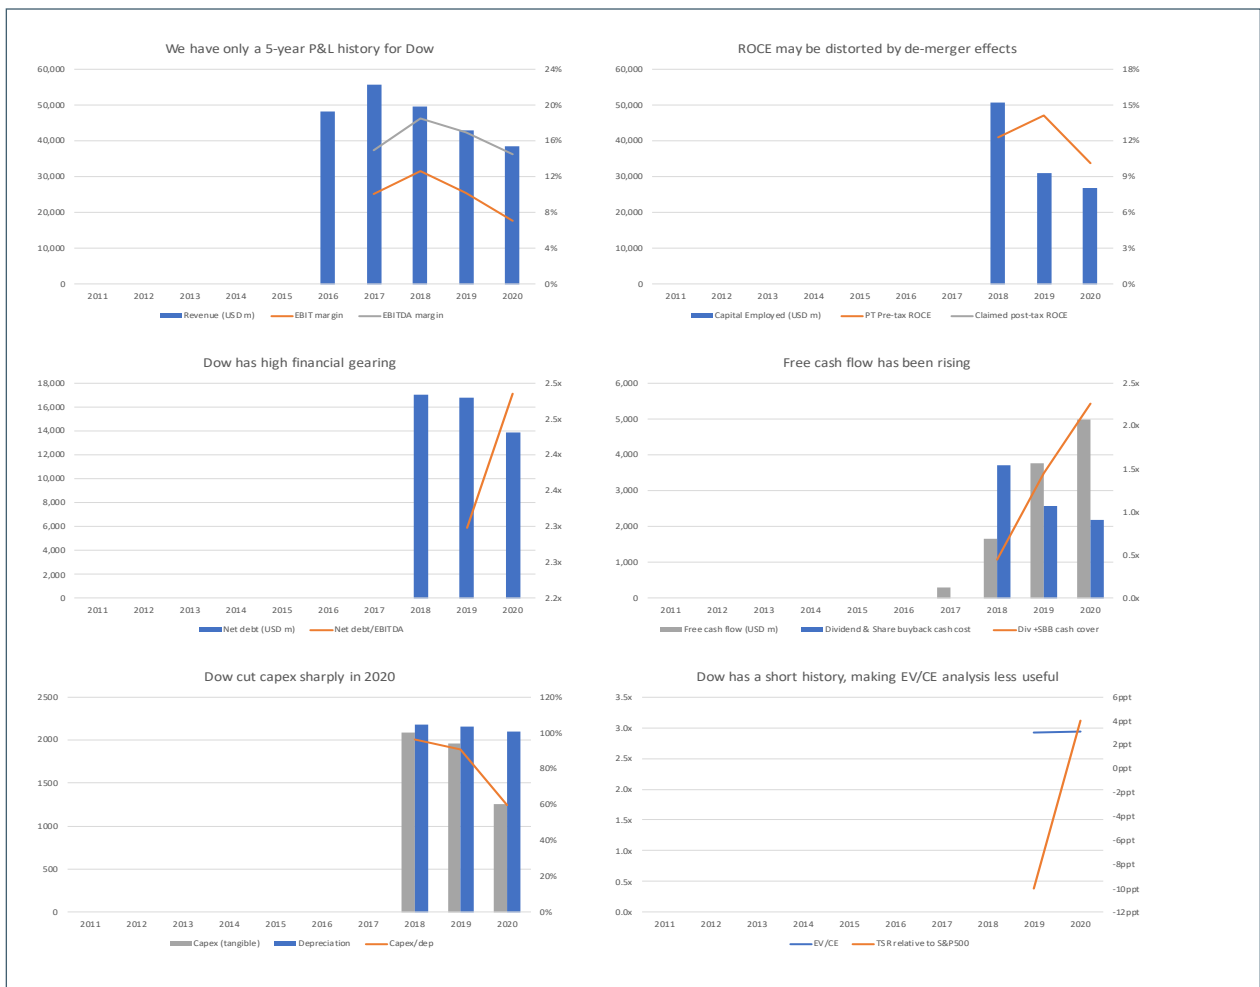 We have only a 5-year P&L history for Dow
60,000
50,000
40,000
30,000
20,000
10,000
0
24%
20%
16%
12%
8%
4%
0%
2011 2012 2013 2014 2015 2016 2017 2018 2019 2020
Revenue (USD m) EBIT margin EBITDA margin
ROCE may be distorted by de-merger effects
60,000
50,000
40,000
30,000
20,000
10,000
0
18%
15%
12%
9%
6%
3%
0%
2011 2012 2013 2014 2015 2016 2017 2018 2019 2020
Capital Employed (USD m) PT Pre-tax ROCE Claimed post-tax ROCE
Dow has high financial gearing
18,000
16,000
14,000
12,000
10,000
8,000
6,000
4,000
2,000
0
2.5x
2.5x
2.4x
2.4x
2.3x
2.3x
2.2x
2011 2012 2013 2014 2015 2016 2017 2018 2019 2020
Net debt (USD m) Net debt/EBITDA
Free cash flow has been rising
6,000
5,000
4,000
3,000
2,000
1,000
0
2.5x
2.0x
1.5x
1.0x
0.5x
0.0x
2011 2012 2013 2014 2015 2016 2017 2018 2019 2020
Free cash flow (USD m) Dividend & Share buyback cash cost Div +SBB cash cover
Dow cut capex sharply in 2020
2500
2000
1500
1000
500
0
120%
100%
80%
60%
40%
20%
0%
2011 2012 2013 2014 2015 2016 2017 2018 2019 2020
Capex (tangible) Depreciation Capex/dep
Dow has a short history, making EV/CE analysis less useful
3.5x
3.0x
2.5x
2.0x
1.5x
1.0x
0.5x
0.0x
6ppt
4ppt
2ppt
0ppt
-2ppt
-4ppt
-6ppt
-8ppt
-10ppt
-12ppt
2011 2012 2013 2014 2015 2016 2017 2018 2019 2020
EV/CE TSR relative to S&P500